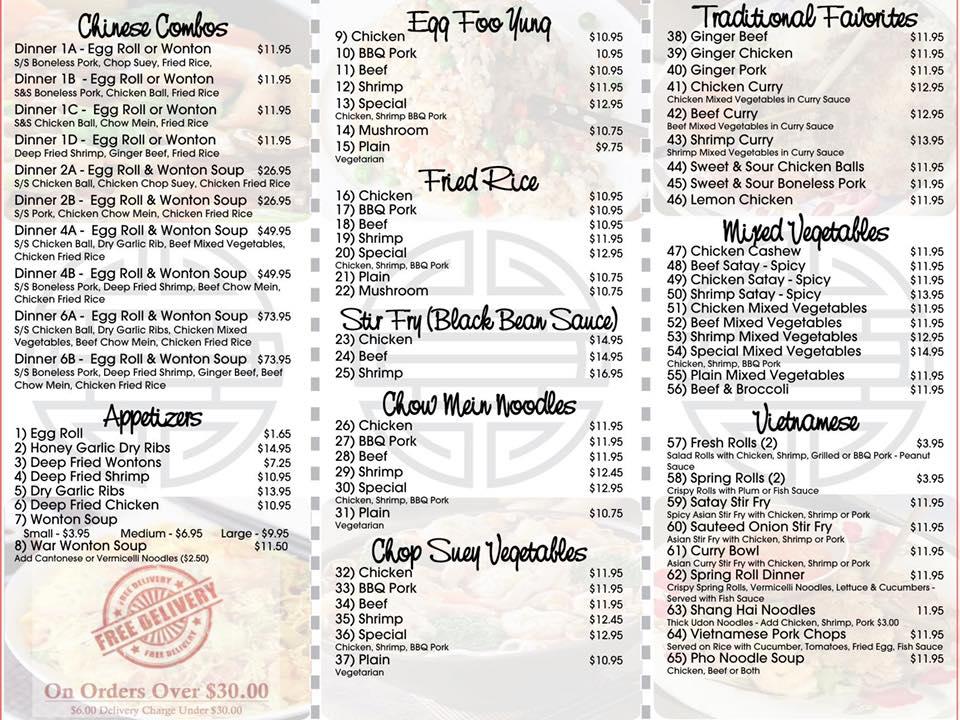 Chinese Combos
Dinner 1A - Egg Roll or Wonton $11.95
S/S Boneless Pork, Chop Suey, Fried Rice,
Dinner 1B - Egg Roll or Wonton $11.95
S&S Boneless Pork, Chicken Ball, Fried Rice
Dinner 1C - Egg Roll or Wonton $11.95
S&S Chicken Ball, Chow Mein, Fried Rice
Dinner 1D - Egg Roll or Wonton $11.95
Deep Fried Shrimp, Ginger Beef, Fried Rice
Dinner 2A - Egg Roll & Wonton Soup $26.95
S/S Chicken Ball, Chicken Chop Suey, Chicken Fried Rice
Dinner 2B - Egg Roll & Wonton Soup $26.95
S/S Pork, Chicken Chow Mein, Chicken Fried Rice
Dinner 4A - Egg Roll & Wonton Soup $49.95
S/S Chicken Ball, Dry Garlic Rib, Beef Mixed Vegetables,
Chicken Fried Rice
Dinner 4B - Egg Roll & Wonton Soup $49.95
S/S Boneless Pork, Deep Fried Shrimp, Beef Chow Mein,
Chicken Fried Rice
Dinner 6A - Egg Roll & Wonton Soup $73.95
S/S Chicken Ball, Dry Garlic Ribs, Chicken Mixed
Vegetables, Beef Chow Mein, Chicken Fried Rice
Dinner 6B - Egg Roll & Wonton Soup $73.95
S/S Boneless Pork, Deep Fried Shrimp, Ginger Beef, Beef
Chow Mein, Chicken Fried Rice
Appetizers
1) Egg Roll $1.65
2) Honey Garlic Dry Ribs $14.95
3) Deep Fried Wontons $7.25
4) Deep Fried Shrimp $10.95
5) Dry Garlic Ribs $13.95
6) Deep Fried Chicken $10.95
7) Wonton Soup
Small - $3.95 Medium - $6.95 Large - $9.95
8) War Wonton Soup $11.50
Add Cantonese or Vermicelli Noodles ($2.50)
FREE DELIVERY
FREE DELIVERY
FREE DELIVERY
On Orders Over $30.00
$6.00 Delivery Charge Under $30.00
Egg Foo Yung
9) Chicken $10.95
10) BBQ Pork 10.95
11) Beef $10.95
12) Shrimp $11.95
13) Special $12.95
Chicken, Shrimp BBQ Pork
14) Mushroom $10.75
15) Plain $9.75
Vegetarian
Fried Rice
16) Chicken $10.95
17) BBQ Pork $10.95
18) Beef $10.95
19) Shrimp $11.95
20) Special $12.95
Chicken, Shrimp, BBQ Pork
21) Plain $10.75
22) Mushroom $10.75
Stir Fry (Black Bean Sauce)
23) Chicken $14.95
24) Beef $14.95
25) Shrimp $16.95
Chow Mein Noodles
26) Chicken $11.95
27) BBQ Pork $11.95
28) Beef $11.95
29) Shrimp $12.45
30) Special $12.95
Chicken, Shrimp, BBQ Pork
31) Plain $10.75
Vegetarian
Chop Suey Vegetables
32) Chicken $11.95
33) BBQ Pork $11.95
34) Beef $11.95
35) Shrimp $12.45
36) Special $12.95
Chicken, Shrimp, BBQ Pork
37) Plain $10.95
Vegetarian
Traditional Favorites
38) Ginger Beef $11.95
39) Ginger Chicken $11.95
40) Ginger Pork $11.95
41) Chicken Curry $12.95
Chicken Mixed Vegetables in Curry Sauce
42) Beef Curry $12.95
Beef Mixed Vegetables in Curry Sauce
43) Shrimp Curry $13.95
Shrimp Mixed Vegetables in Curry Sauce
44) Sweet & Sour Chicken Balls $11.95
45) Sweet & Sour Boneless Pork $11.95
46) Lemon Chicken $11.95
Mixed Vegetables
47) Chicken Cashew $11.95
48) Beef Satay - Spicy $11.95
49) Chicken Satay - Spicy $11.95
50) Shrimp Satay - Spicy $13.95
51) Chicken Mixed Vegetables $11.95
52) Beef Mixed Vegetables $11.95
53) Shrimp Mixed Vegetables $12.95
54) Special Mixed Vegetables $14.95
Chicken, Shrimp, BBQ Pork
55) Plain Mixed Vegetables $11.95
56) Beef & Broccoli $11.95
Vietnamese
57) Fresh Rolls (2) $3.95
Salad Rolls with Chicken, Shrimp, Grilled or BBQ Pork - Peanut
Sauce
58) Spring Rolls (2) $3.95
Crispy Rolls with Plum or Fish Sauce
59) Satay Stir Fry $11.95
Spicy Asian Stir Fry with Chicken, Shrimp or Pork
60) Sauteed Onion Stir Fry $11.95
Asian Stir Fry with Chicken, Shrimp or Pork
61) Curry Bowl $11.95
Asian Curry Stir Fry with Chicken, Shrimp or Pork
62) Spring Roll Dinner $11.95
Crispy Spring Rolls, Vermicelli Noodles, Lettuce & Cucumbers -
Served with Fish Sauce
63) Shang Hai Noodles 11.95
Thick Udon Noodles - Add Chicken, Shrimp, Pork $3.00
64) Vietnamese Pork Chops $11.95
Served on Rice with Cucumber, Tomatoes, Fried Egg, Fish Sauce
65) Pho Noodle Soup $11.95
Chicken, Beef or Both